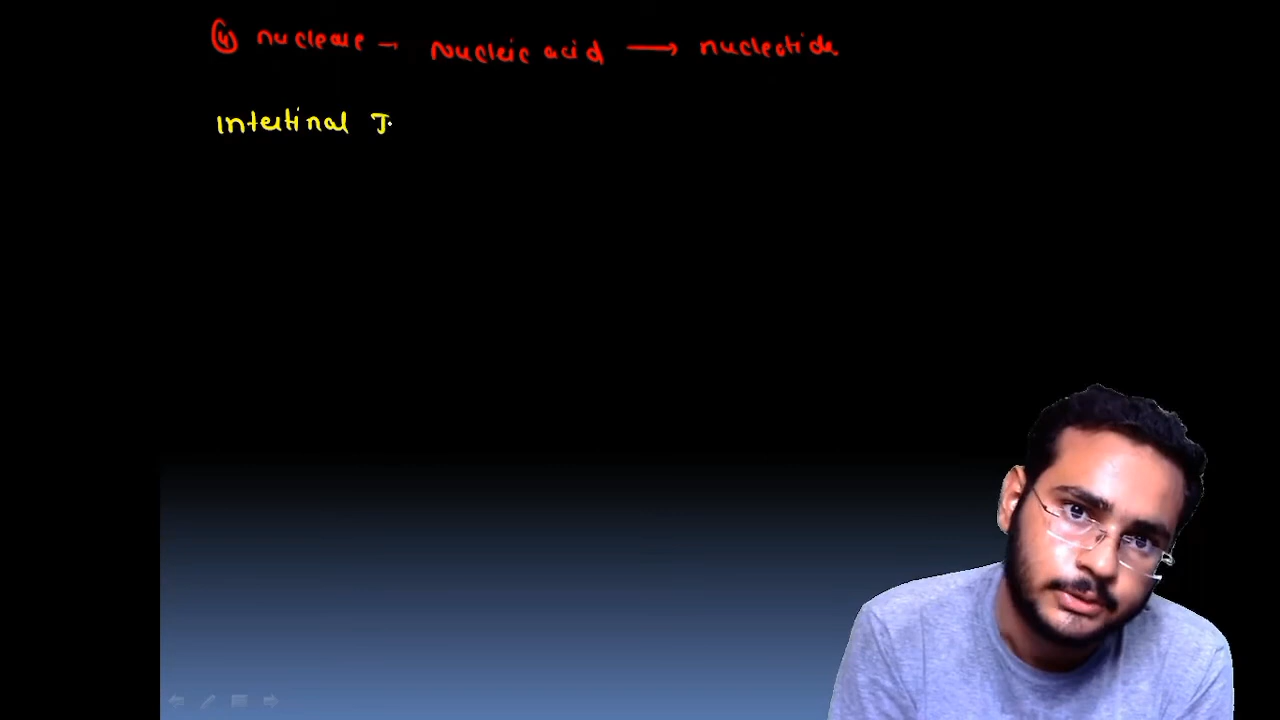 ④ nuclease - Nucleic acid → nucleotide
Intestinal J